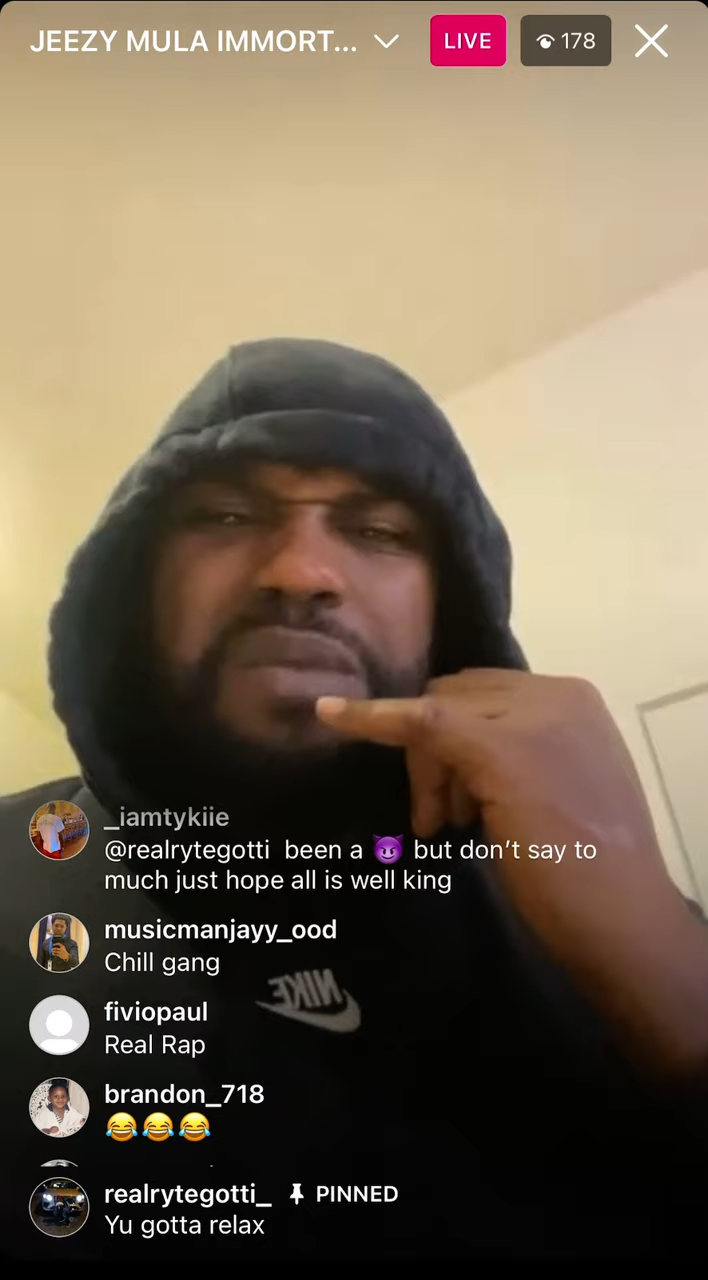 JEEZY MULA IMMORT...
LIVE
178
_iamtykiie
@realrytegotti been a 😈 but don’t say to
much just hope all is well king
musicmanjayy_ood
Chill gang
NIKE
fiviopaul
Real Rap
brandon_718
😂😂😂
realrytegotti_ PINNED
Yu gotta relax